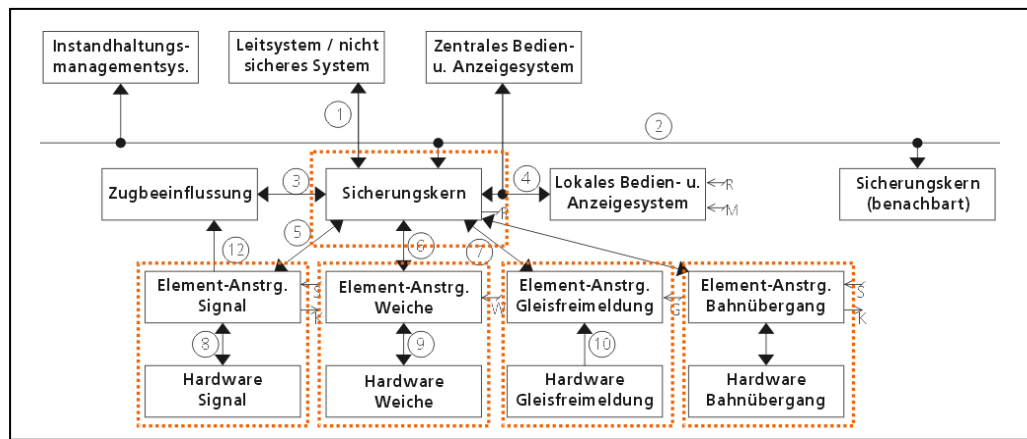 Instandhaltungs-
managementsys.
Leitsystem / nicht
sicheres System
Zentrales Bedien-
u. Anzeigesystem
1
2
Zugbeeinflussung
3
Sicherungskern
4
Lokales Bedien- u.
Anzeigesystem
R
M
Sicherungskern
(benachbart)
R
12
5
6
7
Element-Anstrg.
Signal
S
K
Element-Anstrg.
Weiche
W
Element-Anstrg.
Gleisfreimeldung
G
Element-Anstrg.
Bahnübergang
S
K
8
9
10
Hardware
Signal
Hardware
Weiche
Hardware
Gleisfreimeldung
Hardware
Bahnübergang